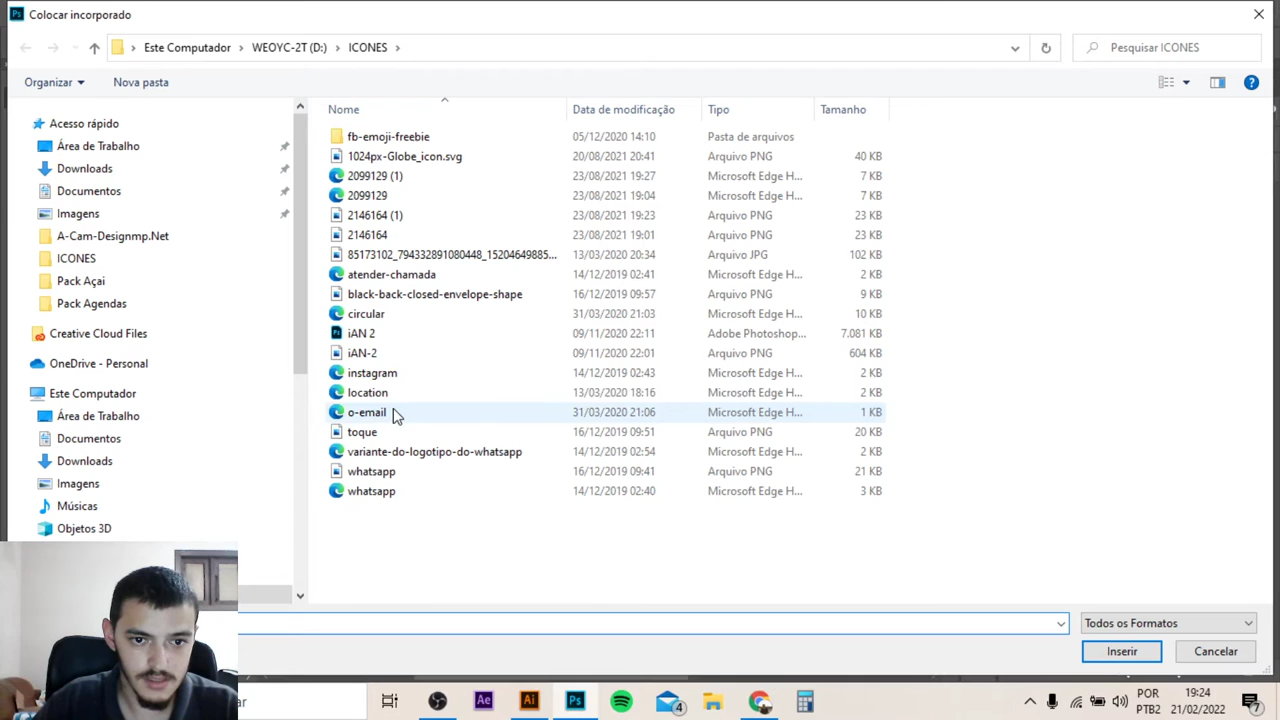 Ps Colocar incorporado
Este Computador > WEOYC-2T (D:) > ICONES >
Pesquisar ICONES
Organizar
Nova pasta
?
Nome
Data de modificação
Tipo
Tamanho
Acesso rápido
Área de Trabalho
Downloads
Documentos
Imagens
A-Cam-Designmp.Net
ICONES
Pack Açai
Pack Agendas
Creative Cloud Files
OneDrive - Personal
Este Computador
Área de Trabalho
Documentos
Downloads
Imagens
Músicas
Objetos 3D
fb-emoji-freebie 05/12/2020 14:10 Pasta de arquivos
1024px-Globe_icon.svg 20/08/2021 20:41 Arquivo PNG 40 KB
2099129 (1) 23/08/2021 19:27 Microsoft Edge H... 7 KB
2099129 23/08/2021 19:04 Microsoft Edge H... 7 KB
2146164 (1) 23/08/2021 19:23 Arquivo PNG 23 KB
2146164 23/08/2021 19:01 Arquivo PNG 23 KB
85173102_794332891080448_15204649885... 13/03/2020 20:34 Arquivo JPG 102 KB
atender-chamada 14/12/2019 02:41 Microsoft Edge H... 2 KB
black-back-closed-envelope-shape 16/12/2019 09:57 Arquivo PNG 9 KB
circular 31/03/2020 21:03 Microsoft Edge H... 10 KB
iAN 2 09/11/2020 22:11 Adobe Photoshop... 7.081 KB
iAN-2 09/11/2020 22:01 Arquivo PNG 604 KB
instagram 14/12/2019 02:43 Microsoft Edge H... 2 KB
location 13/03/2020 18:16 Microsoft Edge H... 2 KB
o-email 31/03/2020 21:06 Microsoft Edge H... 1 KB
toque 16/12/2019 09:51 Arquivo PNG 20 KB
variante-do-logotipo-do-whatsapp 14/12/2019 02:54 Microsoft Edge H... 2 KB
whatsapp 16/12/2019 09:41 Arquivo PNG 21 KB
whatsapp 14/12/2019 02:40 Microsoft Edge H... 3 KB
Todos os Formatos
Inserir
Cancelar
ar
Ae
Ai
Ps
4
POR
PTB2
19:24
21/02/2022
7